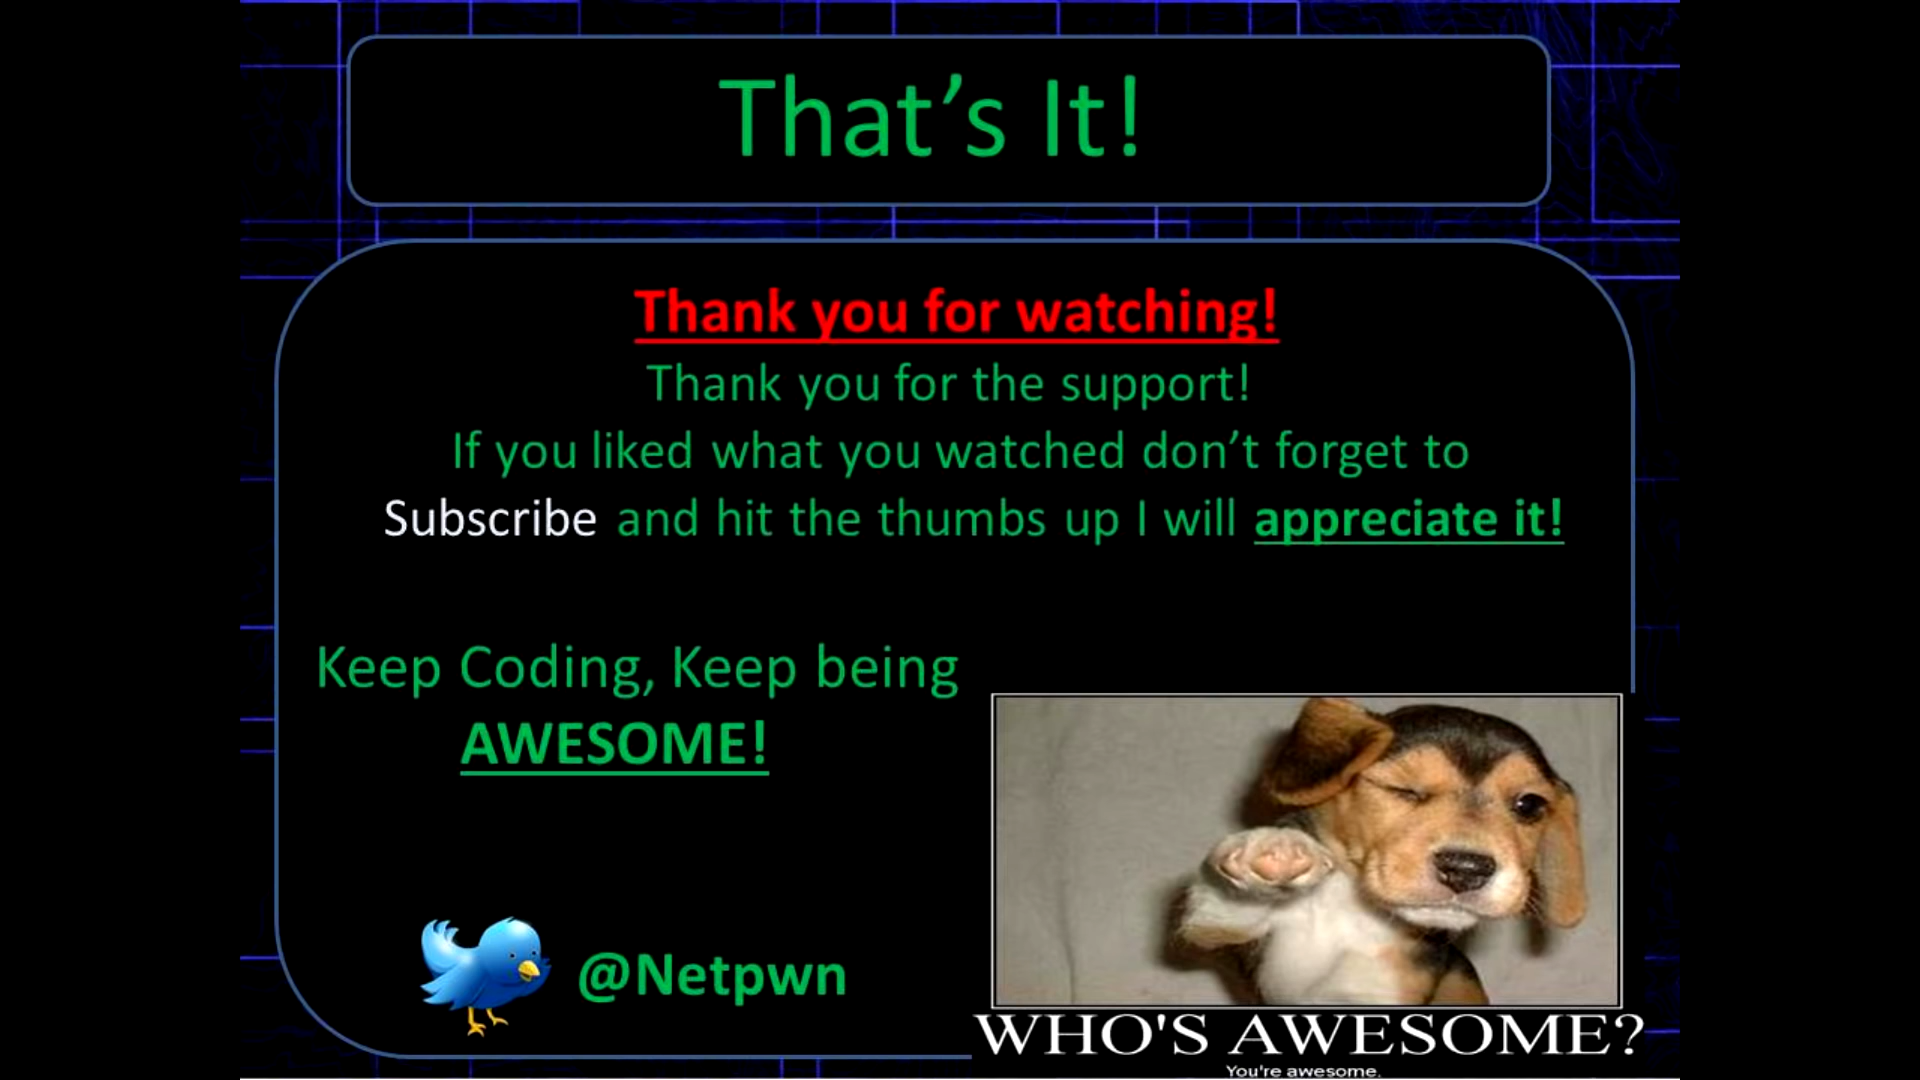 That’s It!
Thank you for watching!
Thank you for the support!
If you liked what you watched don’t forget to
Subscribe and hit the thumbs up I will appreciate it!
Keep Coding, Keep being
AWESOME!
@Netpwn
WHO'S AWESOME?
You're awesome.